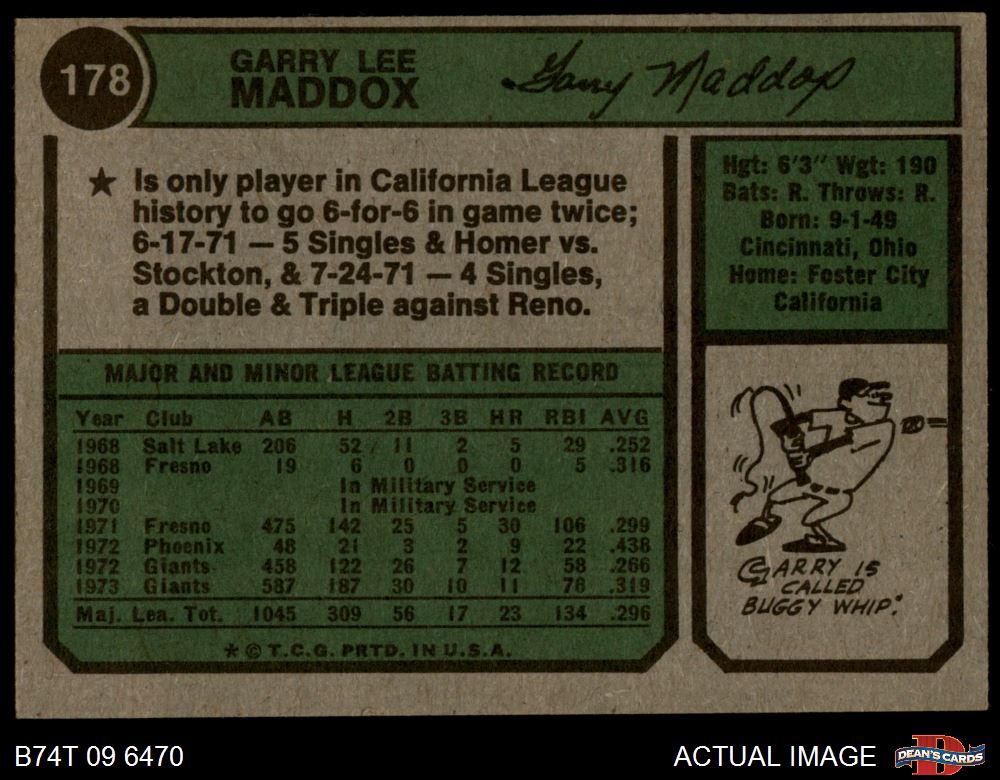 178
GARRY LEE
MADDOX
Garry Maddox
★ Is only player in California League
history to go 6-for-6 in game twice;
6-17-71 — 5 Singles & Homer vs.
Stockton, & 7-24-71 — 4 Singles,
a Double & Triple against Reno.
Hgt: 6'3" Wgt: 190
Bats: R. Throws: R.
Born: 9-1-49
Cincinnati, Ohio
Home: Foster City
California
MAJOR AND MINOR LEAGUE BATTING RECORD
Year Club AB H 2B 3B HR RBI AVG
1968 Salt Lake 206 52 11 2 5 29 .252
1968 Fresno 19 6 0 0 0 5 .316
1969 In Military Service
1970 In Military Service
1971 Fresno 475 142 25 5 30 106 .299
1972 Phoenix 48 21 3 2 9 22 .438
1972 Giants 458 122 26 7 12 58 .266
1973 Giants 587 187 30 10 11 76 .319
Maj. Lea. Tot. 1045 309 56 17 23 134 .296
★ © T.C.G. PRTD. IN U.S.A.
GARRY IS
CALLED
BUGGY WHIP."
B74T 09 6470
ACTUAL IMAGE
D
DEAN'S CARDS